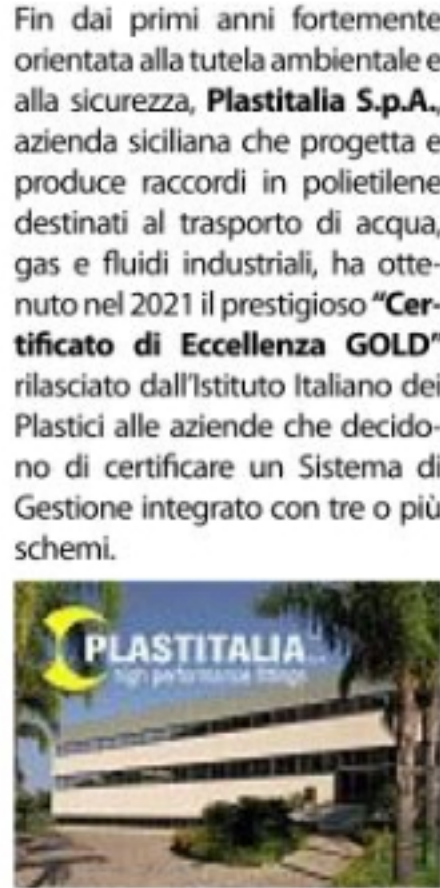 Fin dai primi anni fortemente
orientata alla tutela ambientale e
alla sicurezza, Plastitalia S.p.A.,
azienda siciliana che progetta e
produce raccordi in polietilene
destinati al trasporto di acqua,
gas e fluidi industriali, ha otte-
nuto nel 2021 il prestigioso “Cer-
tificato di Eccellenza GOLD”
rilasciato dall’Istituto Italiano dei
Plastici alle aziende che decido-
no di certificare un Sistema di
Gestione integrato con tre o più
schemi.
PLASTITALIA
high performance fittings